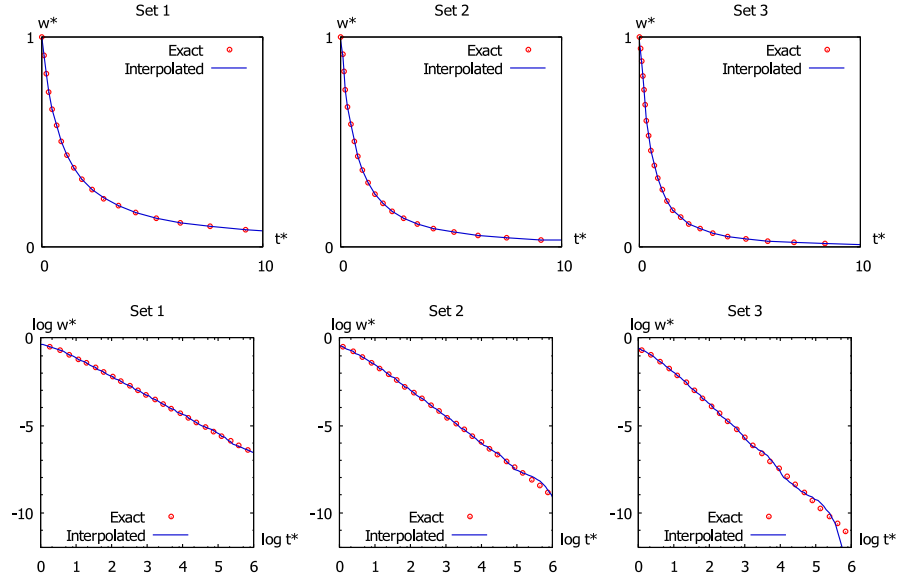 Set 1
Set 2
Set 3
w*
w*
w*
1
Exact
Interpolated
1
Exact
Interpolated
1
Exact
Interpolated
0
t*
0
t*
0
t*
0 10
0 10
0 10
Set 1
Set 2
Set 3
log w*
log w*
log w*
0
0
0
-5
-5
-5
-10
-10
-10
Exact
Interpolated
log t*
Exact
Interpolated
log t*
Exact
Interpolated
log t*
0 1 2 3 4 5 6
0 1 2 3 4 5 6
0 1 2 3 4 5 6